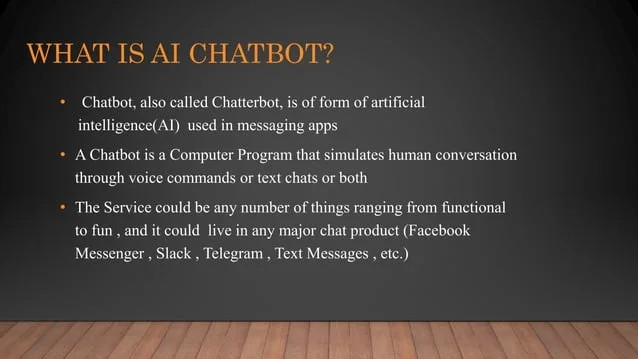 WHAT IS AI CHATBOT?
• Chatbot, also called Chatterbot, is of form of artificial
intelligence(AI) used in messaging apps
• A Chatbot is a Computer Program that simulates human conversation
through voice commands or text chats or both
• The Service could be any number of things ranging from functional
to fun , and it could live in any major chat product (Facebook
Messenger , Slack , Telegram , Text Messages , etc.)